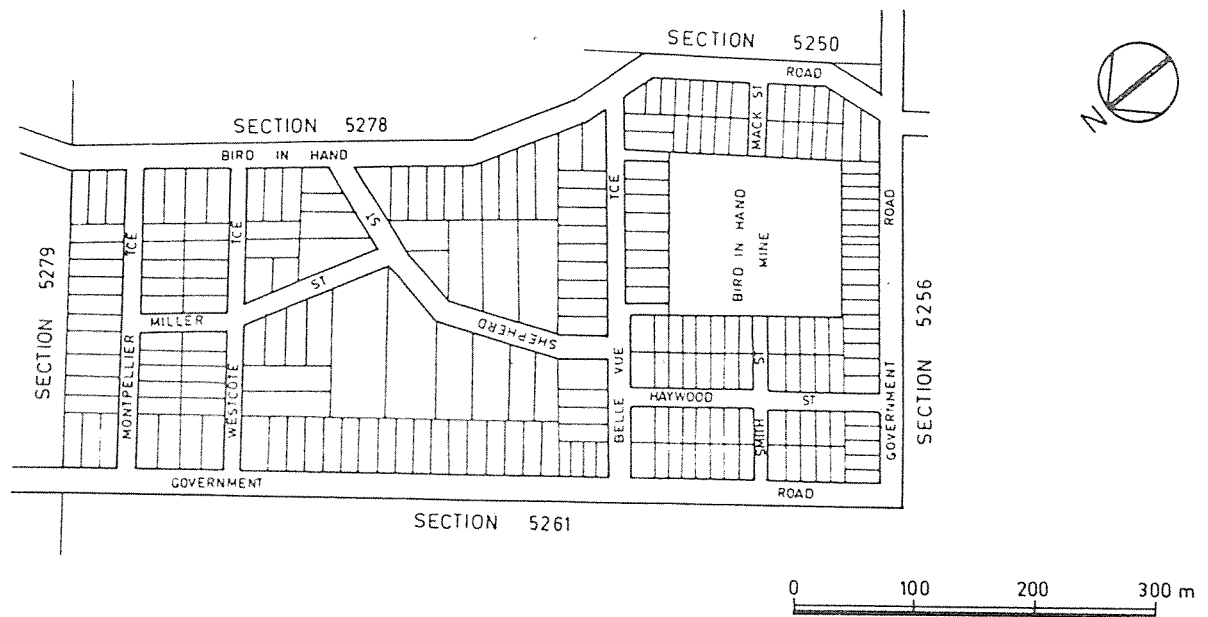 SECTION 5250
ROAD
MACK ST
N
SECTION 5278
BIRD IN HAND
TCE
TCE
TCE
ST
BIRD IN HAND
MINE
ROAD
SECTION 5279
ST
MILLER
SHEPHERD
SECTION 5256
MONTPELLIER
WESTCOTE
BELLE VUE
ST
HAYWOOD ST
SMITH
GOVERNMENT
GOVERNMENT
ROAD
SECTION 5261
0 100 200 300 m